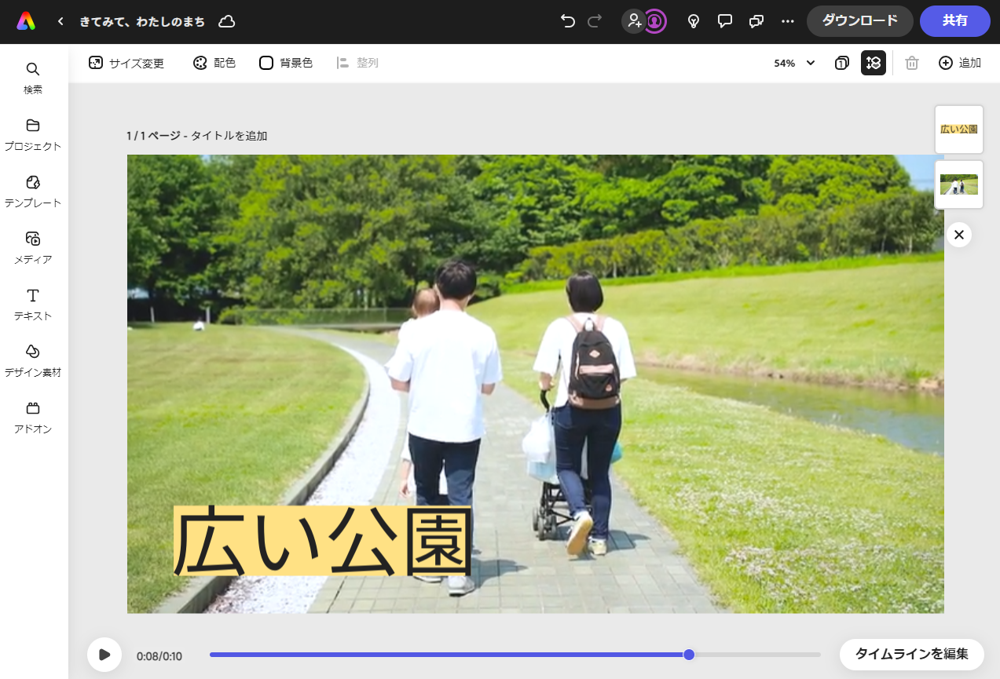 きてみて、わたしのまち
ダウンロード
共有
サイズ変更
配色
背景色
整列
54%
1
追加
検索
プロジェクト
テンプレート
メディア
テキスト
デザイン素材
アドオン
1 / 1 ページ - タイトルを追加
広い公園
広い公園
0:08/0:10
タイムラインを編集